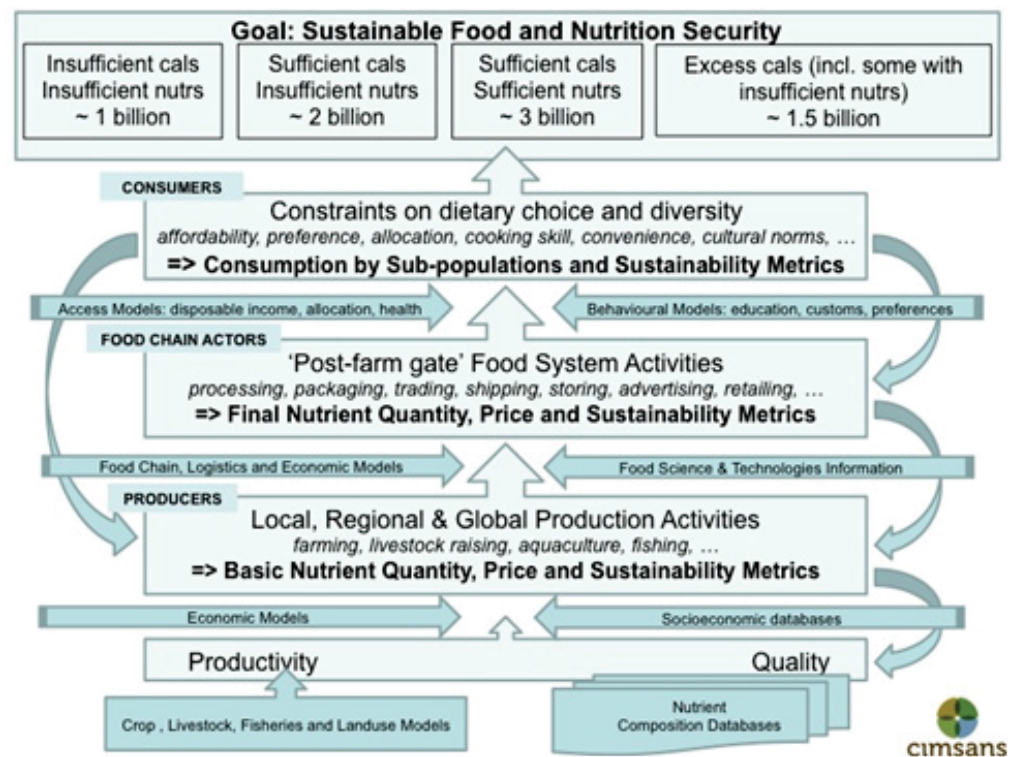 Goal: Sustainable Food and Nutrition Security
Insufficient cals
Insufficient nutrs
~ 1 billion
Sufficient cals
Insufficient nutrs
~ 2 billion
Sufficient cals
Sufficient nutrs
~ 3 billion
Excess cals (incl. some with
insufficient nutrs)
~ 1.5 billion
CONSUMERS
Constraints on dietary choice and diversity
affordability, preference, allocation, cooking skill, convenience, cultural norms, …
=> Consumption by Sub-populations and Sustainability Metrics
Access Models: disposable income, allocation, health
Behavioural Models: education, customs, preferences
FOOD CHAIN ACTORS
‘Post-farm gate’ Food System Activities
processing, packaging, trading, shipping, storing, advertising, retailing, …
=> Final Nutrient Quantity, Price and Sustainability Metrics
Food Chain, Logistics and Economic Models
Food Science & Technologies Information
PRODUCERS
Local, Regional & Global Production Activities
farming, livestock raising, aquaculture, fishing, …
=> Basic Nutrient Quantity, Price and Sustainability Metrics
Economic Models
Socioeconomic databases
Productivity
Quality
Crop , Livestock, Fisheries and Landuse Models
Nutrient
Composition Databases
cimsans